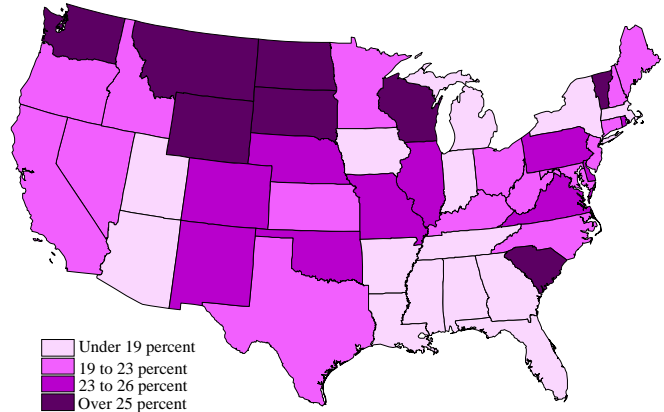 Under 19 percent
19 to 23 percent
23 to 26 percent
Over 25 percent